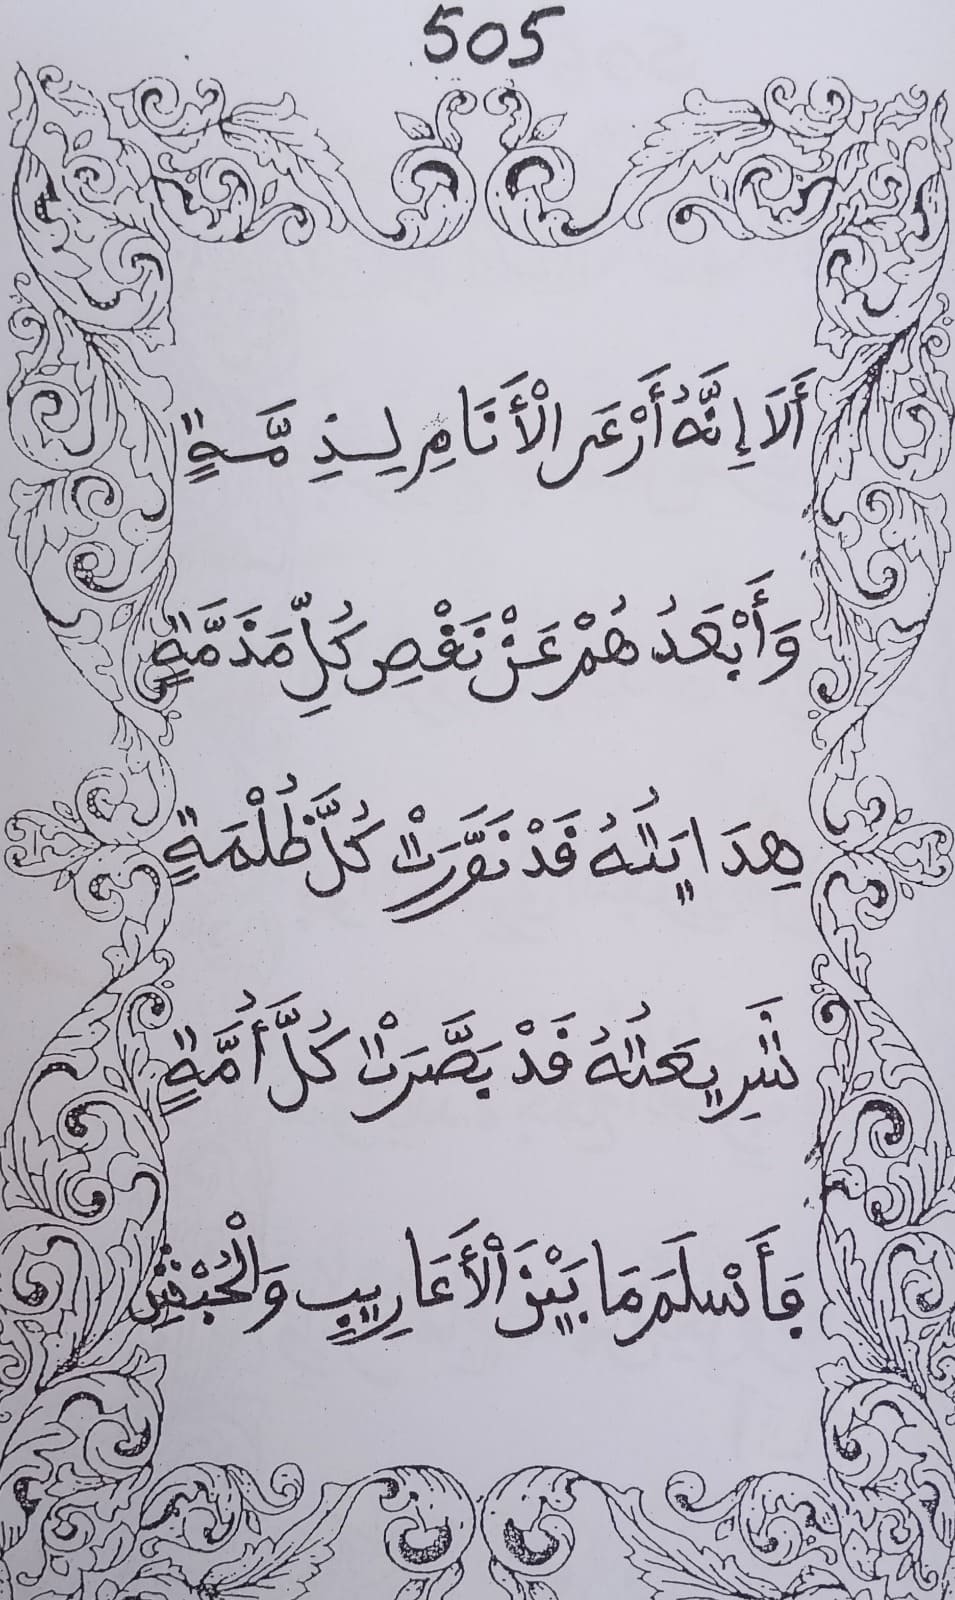 505
أَلَا إِنَّهُ أَرْعَى الْأَنَامِ لِذِمَّةٍ
وَأَبْعَدُهُمْ عَنْ نَقْصِ كُلِّ مَذَمَّةٍ
هِدَايَتُهُ قَدْ نَوَّرَتْ كُلَّ ظُلْمَةٍ
شَرِيعَتُهُ قَدْ بَصَّرَتْ كُلَّ أُمَّةٍ
فَأَسْلَمَ مَا بَيْنَ الْأَعَارِيبِ وَالْحُبْشِ